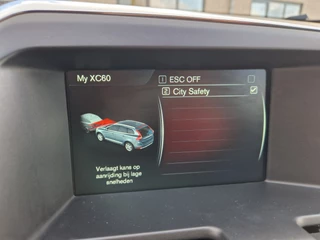 My XC60
1 ESC OFF
2 City Safety
Verlaagt kans op
aanrijding bij lage
snelheden